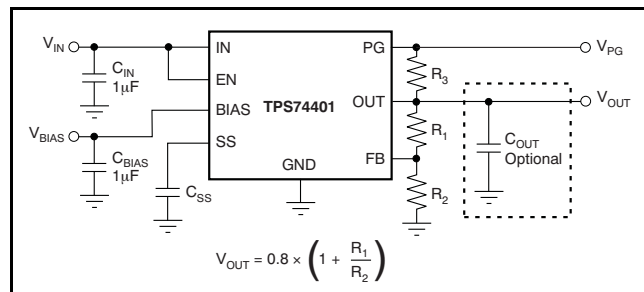 V_IN
IN
PG
V_PG
C_IN
1µF
EN
R_3
BIAS
TPS74401
OUT
V_OUT
V_BIAS
R_1
C_OUT
Optional
SS
FB
C_BIAS
1µF
C_SS
GND
R_2
V_OUT = 0.8 × (1 + R_1/R_2)